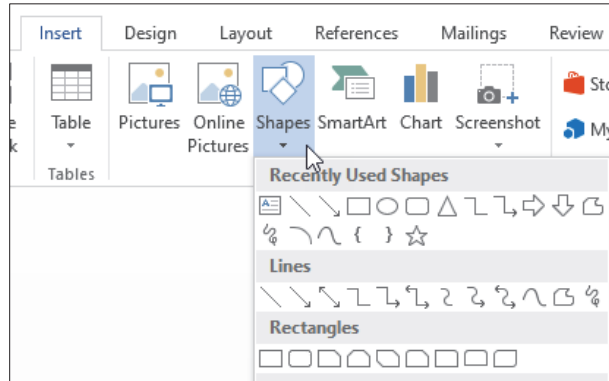 Insert Design Layout References Mailings Review
Table Pictures Online Pictures Shapes SmartArt Chart Screenshot
Tables
Recently Used Shapes
Lines
Rectangles